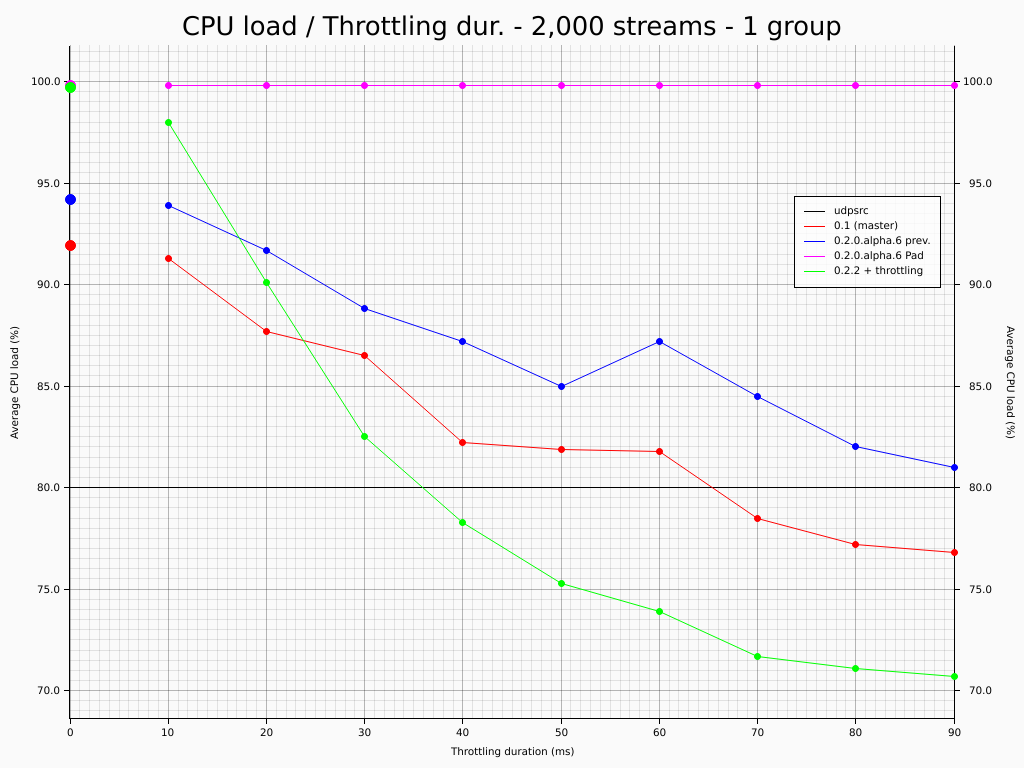 CPU load / Throttling dur. - 2,000 streams - 1 group
100.0
95.0
90.0
85.0
80.0
75.0
70.0
Average CPU load (%)
100.0
95.0
90.0
85.0
80.0
75.0
70.0
Average CPU load (%)
udpsrc
0.1 (master)
0.2.0.alpha.6 prev.
0.2.0.alpha.6 Pad
0.2.2 + throttling
0 10 20 30 40 50 60 70 80 90
Throttling duration (ms)